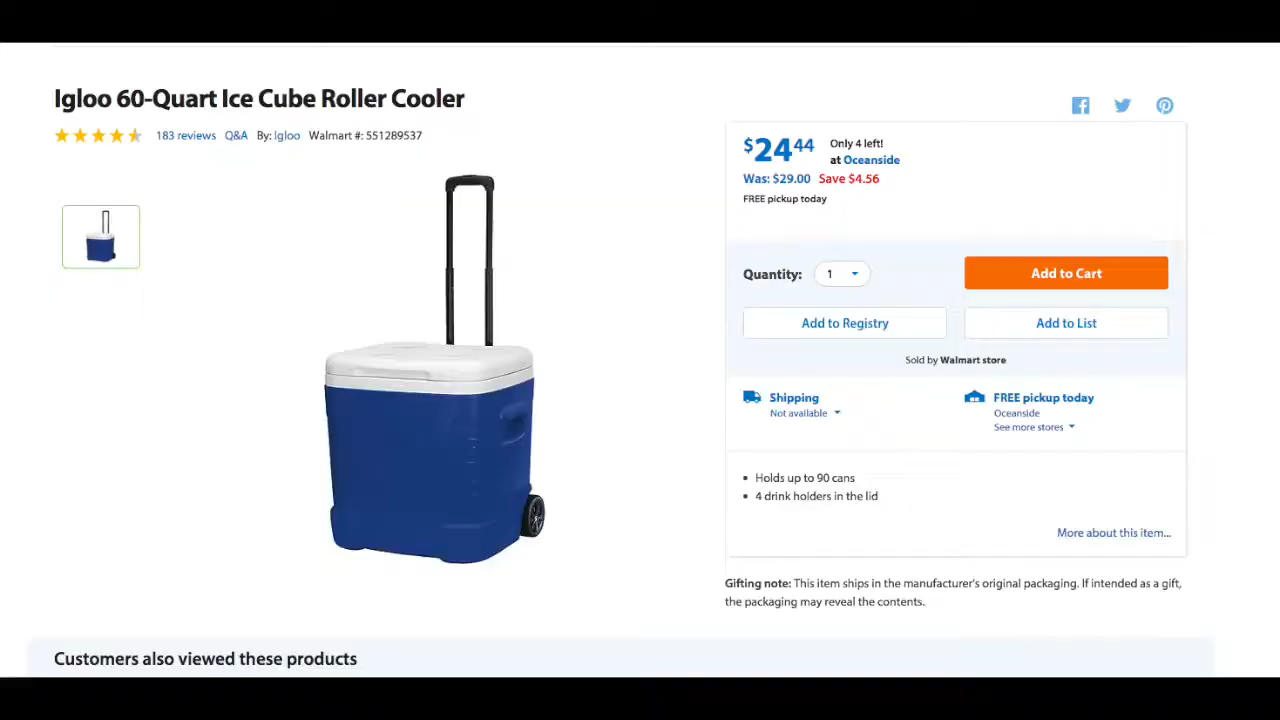 Igloo 60-Quart Ice Cube Roller Cooler
183 reviews Q&A By: Igloo Walmart #: 551289537
$24 44 Only 4 left!
at Oceanside
Was: $29.00 Save $4.56
FREE pickup today
Quantity: 1 Add to Cart
Add to Registry Add to List
Sold by Walmart store
Shipping FREE pickup today
Not available Oceanside
See more stores
• Holds up to 90 cans
• 4 drink holders in the lid
More about this item...
Gifting note: This item ships in the manufacturer's original packaging. If intended as a gift,
the packaging may reveal the contents.
Customers also viewed these products